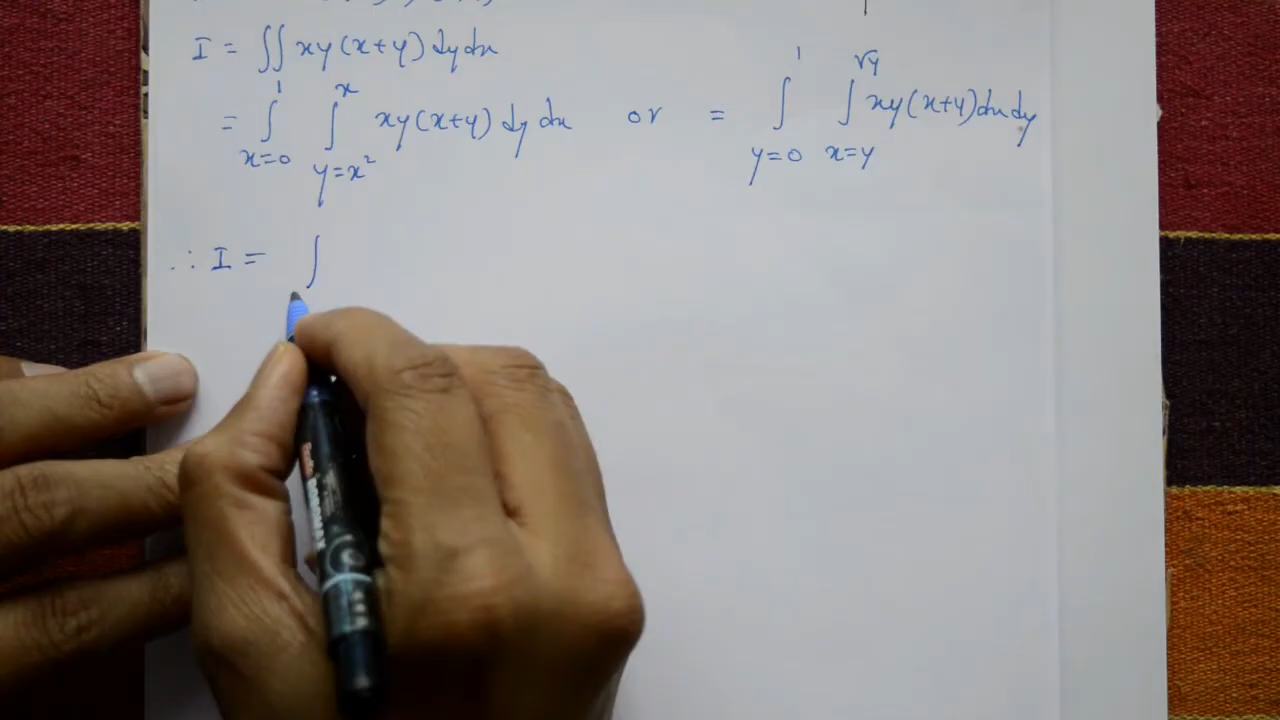 I = ∬ xy(x+y) dy dx
= ∫_{x=0}^{1} ∫_{y=x²}^{x} xy(x+y) dy dx or = ∫_{y=0}^{1} ∫_{x=y}^{√y} xy(x+y) dx dy
∴ I = ∫